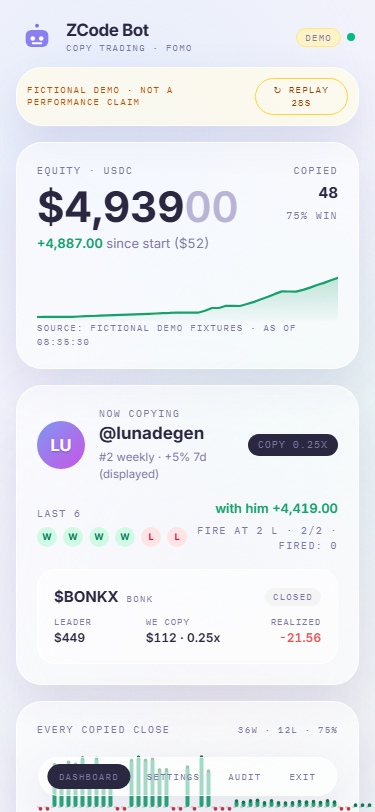 ZCode Bot
COPY TRADING · FOMO
DEMO
FICTIONAL DEMO · NOT A
PERFORMANCE CLAIM
↻ REPLAY
28S
EQUITY · USDC
COPIED
$4,93900
48
75% WIN
+4,887.00 since start ($52)
SOURCE: FICTIONAL DEMO FIXTURES · AS OF
08:35:30
NOW COPYING
LU
@lunadegen
COPY 0.25X
#2 weekly · +5% 7d
(displayed)
LAST 6
with him +4,419.00
W W W W L L
FIRE AT 2 L · 2/2 ·
FIRED: 0
$BONKX BONK
CLOSED
LEADER WE COPY REALIZED
$449 $112 · 0.25x -21.56
EVERY COPIED CLOSE
36W · 12L · 75%
DASHBOARD SETTINGS AUDIT EXIT